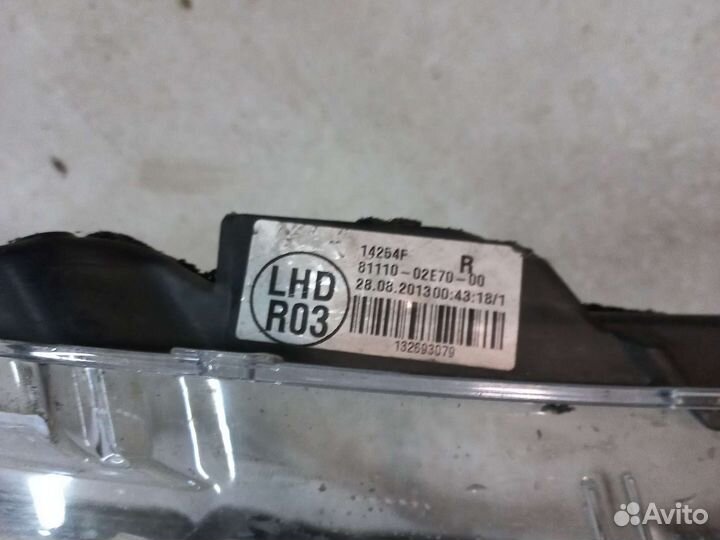 14254F
R
81110-02E70-00
28.08.2013 00:43:18/1
LHD
R03
132693079
Avito